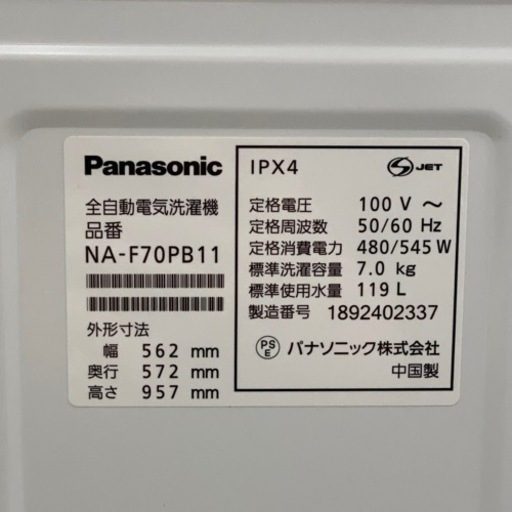 Panasonic
全自動電気洗濯機
品番
NA-F70PB11
外形寸法
幅 562 mm
奥行 572 mm
高さ 957 mm
IPX4
S JET
定格電圧 100 V ～
定格周波数 50/60 Hz
定格消費電力 480/545 W
標準洗濯容量 7.0 kg
標準使用水量 119 L
製造番号 1892402337
PS E パナソニック株式会社
中国製